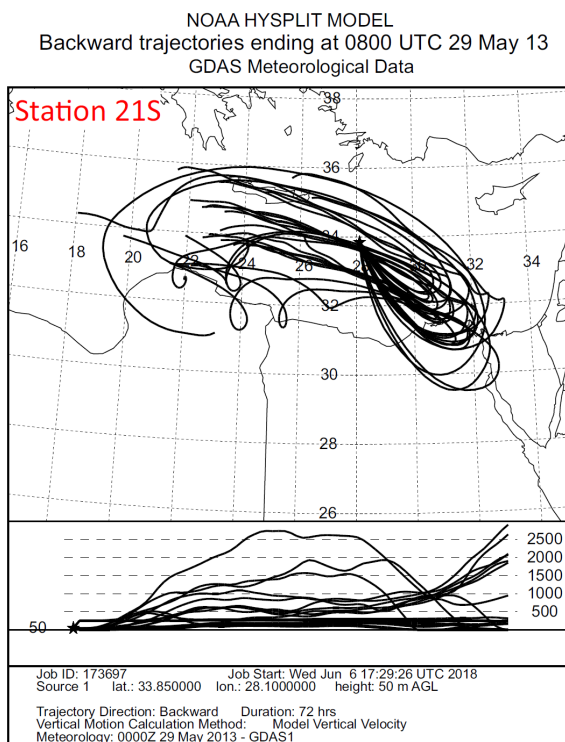 NOAA HYSPLIT MODEL
Backward trajectories ending at 0800 UTC 29 May 13
GDAS Meteorological Data
Station 21S
38
36
34
16 18 20 22 24 26 28 30 32 34
32
30
28
26
2500
2000
1500
1000
500
50
Job ID: 173697 Job Start: Wed Jun 6 17:29:26 UTC 2018
Source 1 lat.: 33.850000 lon.: 28.1000000 height: 50 m AGL
Trajectory Direction: Backward Duration: 72 hrs
Vertical Motion Calculation Method: Model Vertical Velocity
Meteorology: 0000Z 29 May 2013 - GDAS1